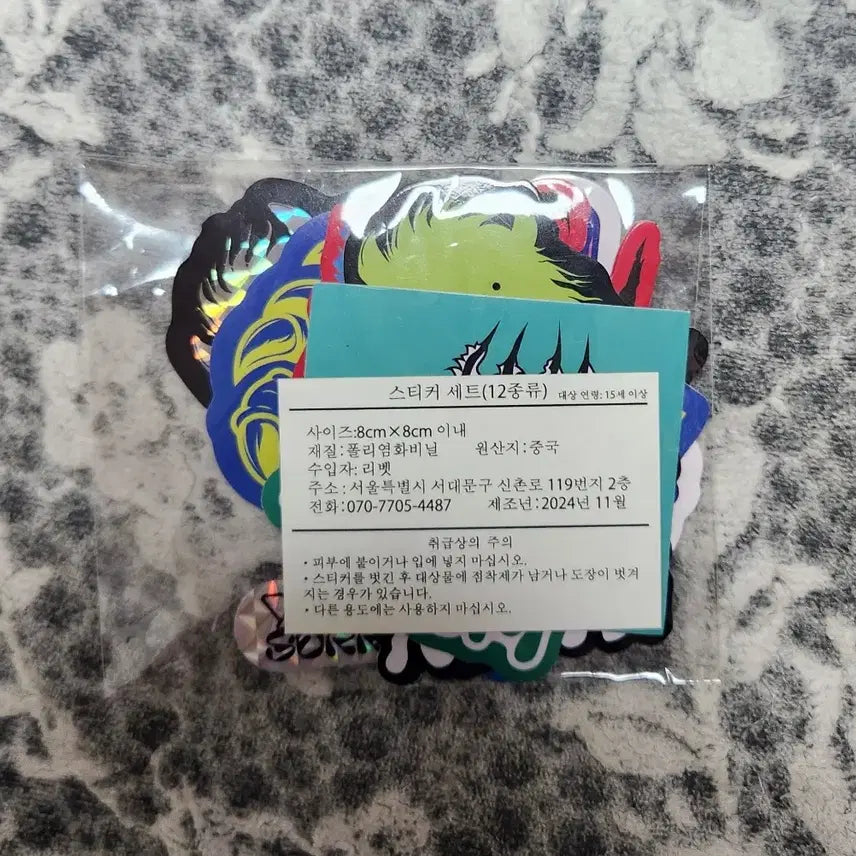 스티커 세트(12종류) 대상 연령: 15세 이상
사이즈:8cm×8cm 이내
재질:폴리염화비닐 원산지:중국
수입자: 리벳
주소: 서울특별시 서대문구 신촌로 119번지 2층
전화:070-7705-4487 제조년:2024년 11월
취급상의 주의
• 피부에 붙이거나 입에 넣지 마십시오.
• 스티커를 벗긴 후 대상물에 접착제가 남거나 도장이 벗겨
지는 경우가 있습니다.
• 다른 용도에는 사용하지 마십시오.